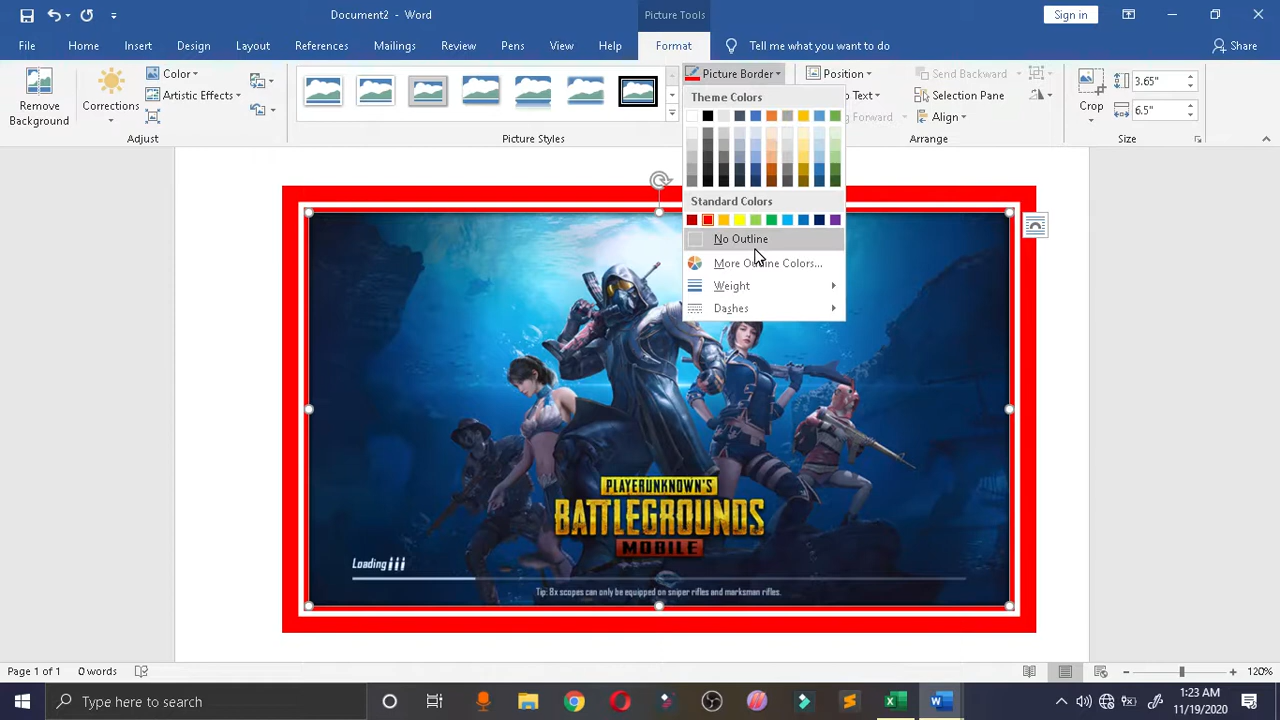 Document2 - Word
Picture Tools
Sign in
File
Home
Insert
Design
Layout
References
Mailings
Review
Pens
View
Help
Format
Tell me what you want to do
Share
Remove
Background
Corrections
Color
Artistic Effects
Adjust
Picture Styles
Picture Border
Theme Colors
Standard Colors
No Outline
More Outline Colors...
Weight
Dashes
Position
Send Backward
Selection Pane
Align
Arrange
Crop
3.65"
6.5"
Size
PLAYERUNKNOWN'S
BATTLEGROUNDS
MOBILE
Loading
Tip: 8x scopes can only be equipped on sniper rifles and marksman rifles.
Page 1 of 1
0 words
120%
Type here to search
1:23 AM
11/19/2020